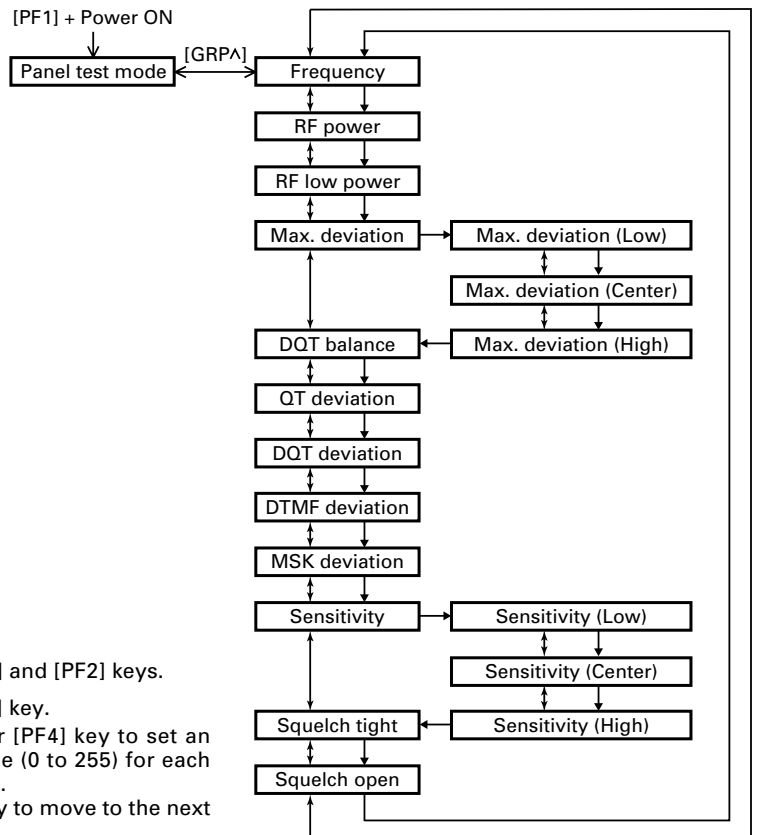 [PF1] + Power ON
[GRP∧]
Panel test mode
Frequency
RF power
RF low power
Max. deviation
Max. deviation (Low)
Max. deviation (Center)
DQT balance
Max. deviation (High)
QT deviation
DQT deviation
DTMF deviation
MSK deviation
Sensitivity
Sensitivity (Low)
Sensitivity (Center)
Squelch tight
Sensitivity (High)
Squelch open
] and [PF2] keys.
] key.
r [PF4] key to set an
e (0 to 255) for each
.
y to move to the next